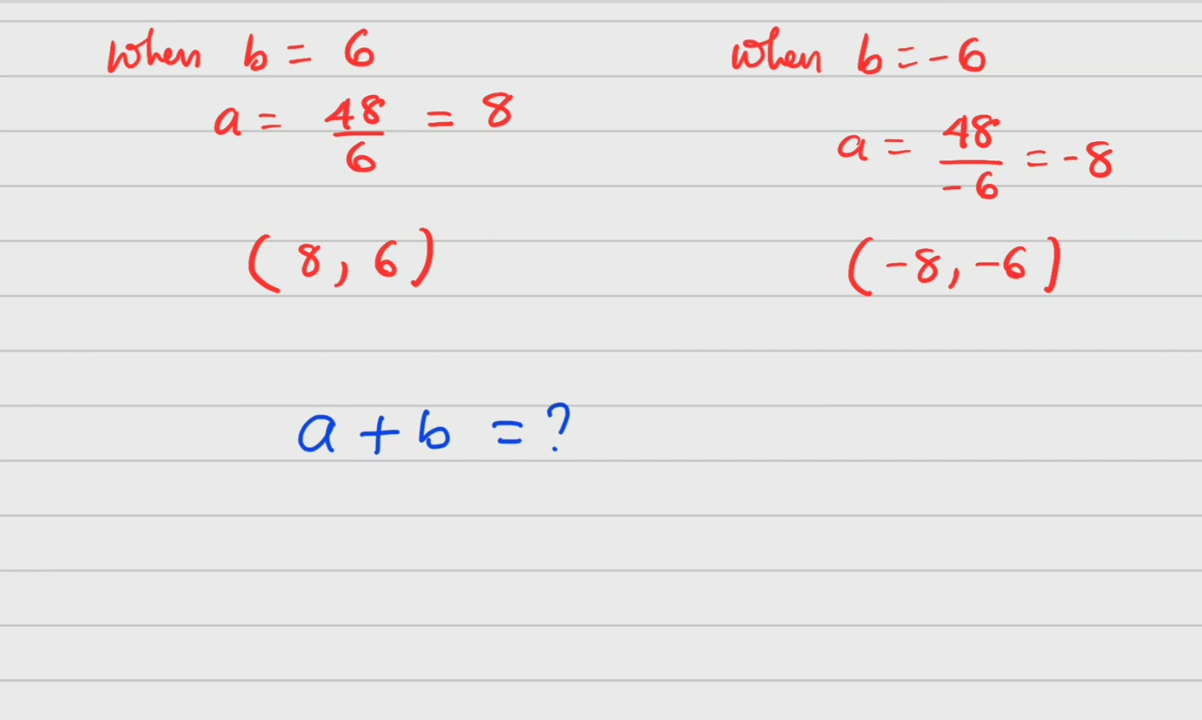 when b = 6
a = 48/6 = 8
(8, 6)
when b = -6
a = 48/-6 = -8
(-8, -6)
a + b = ?